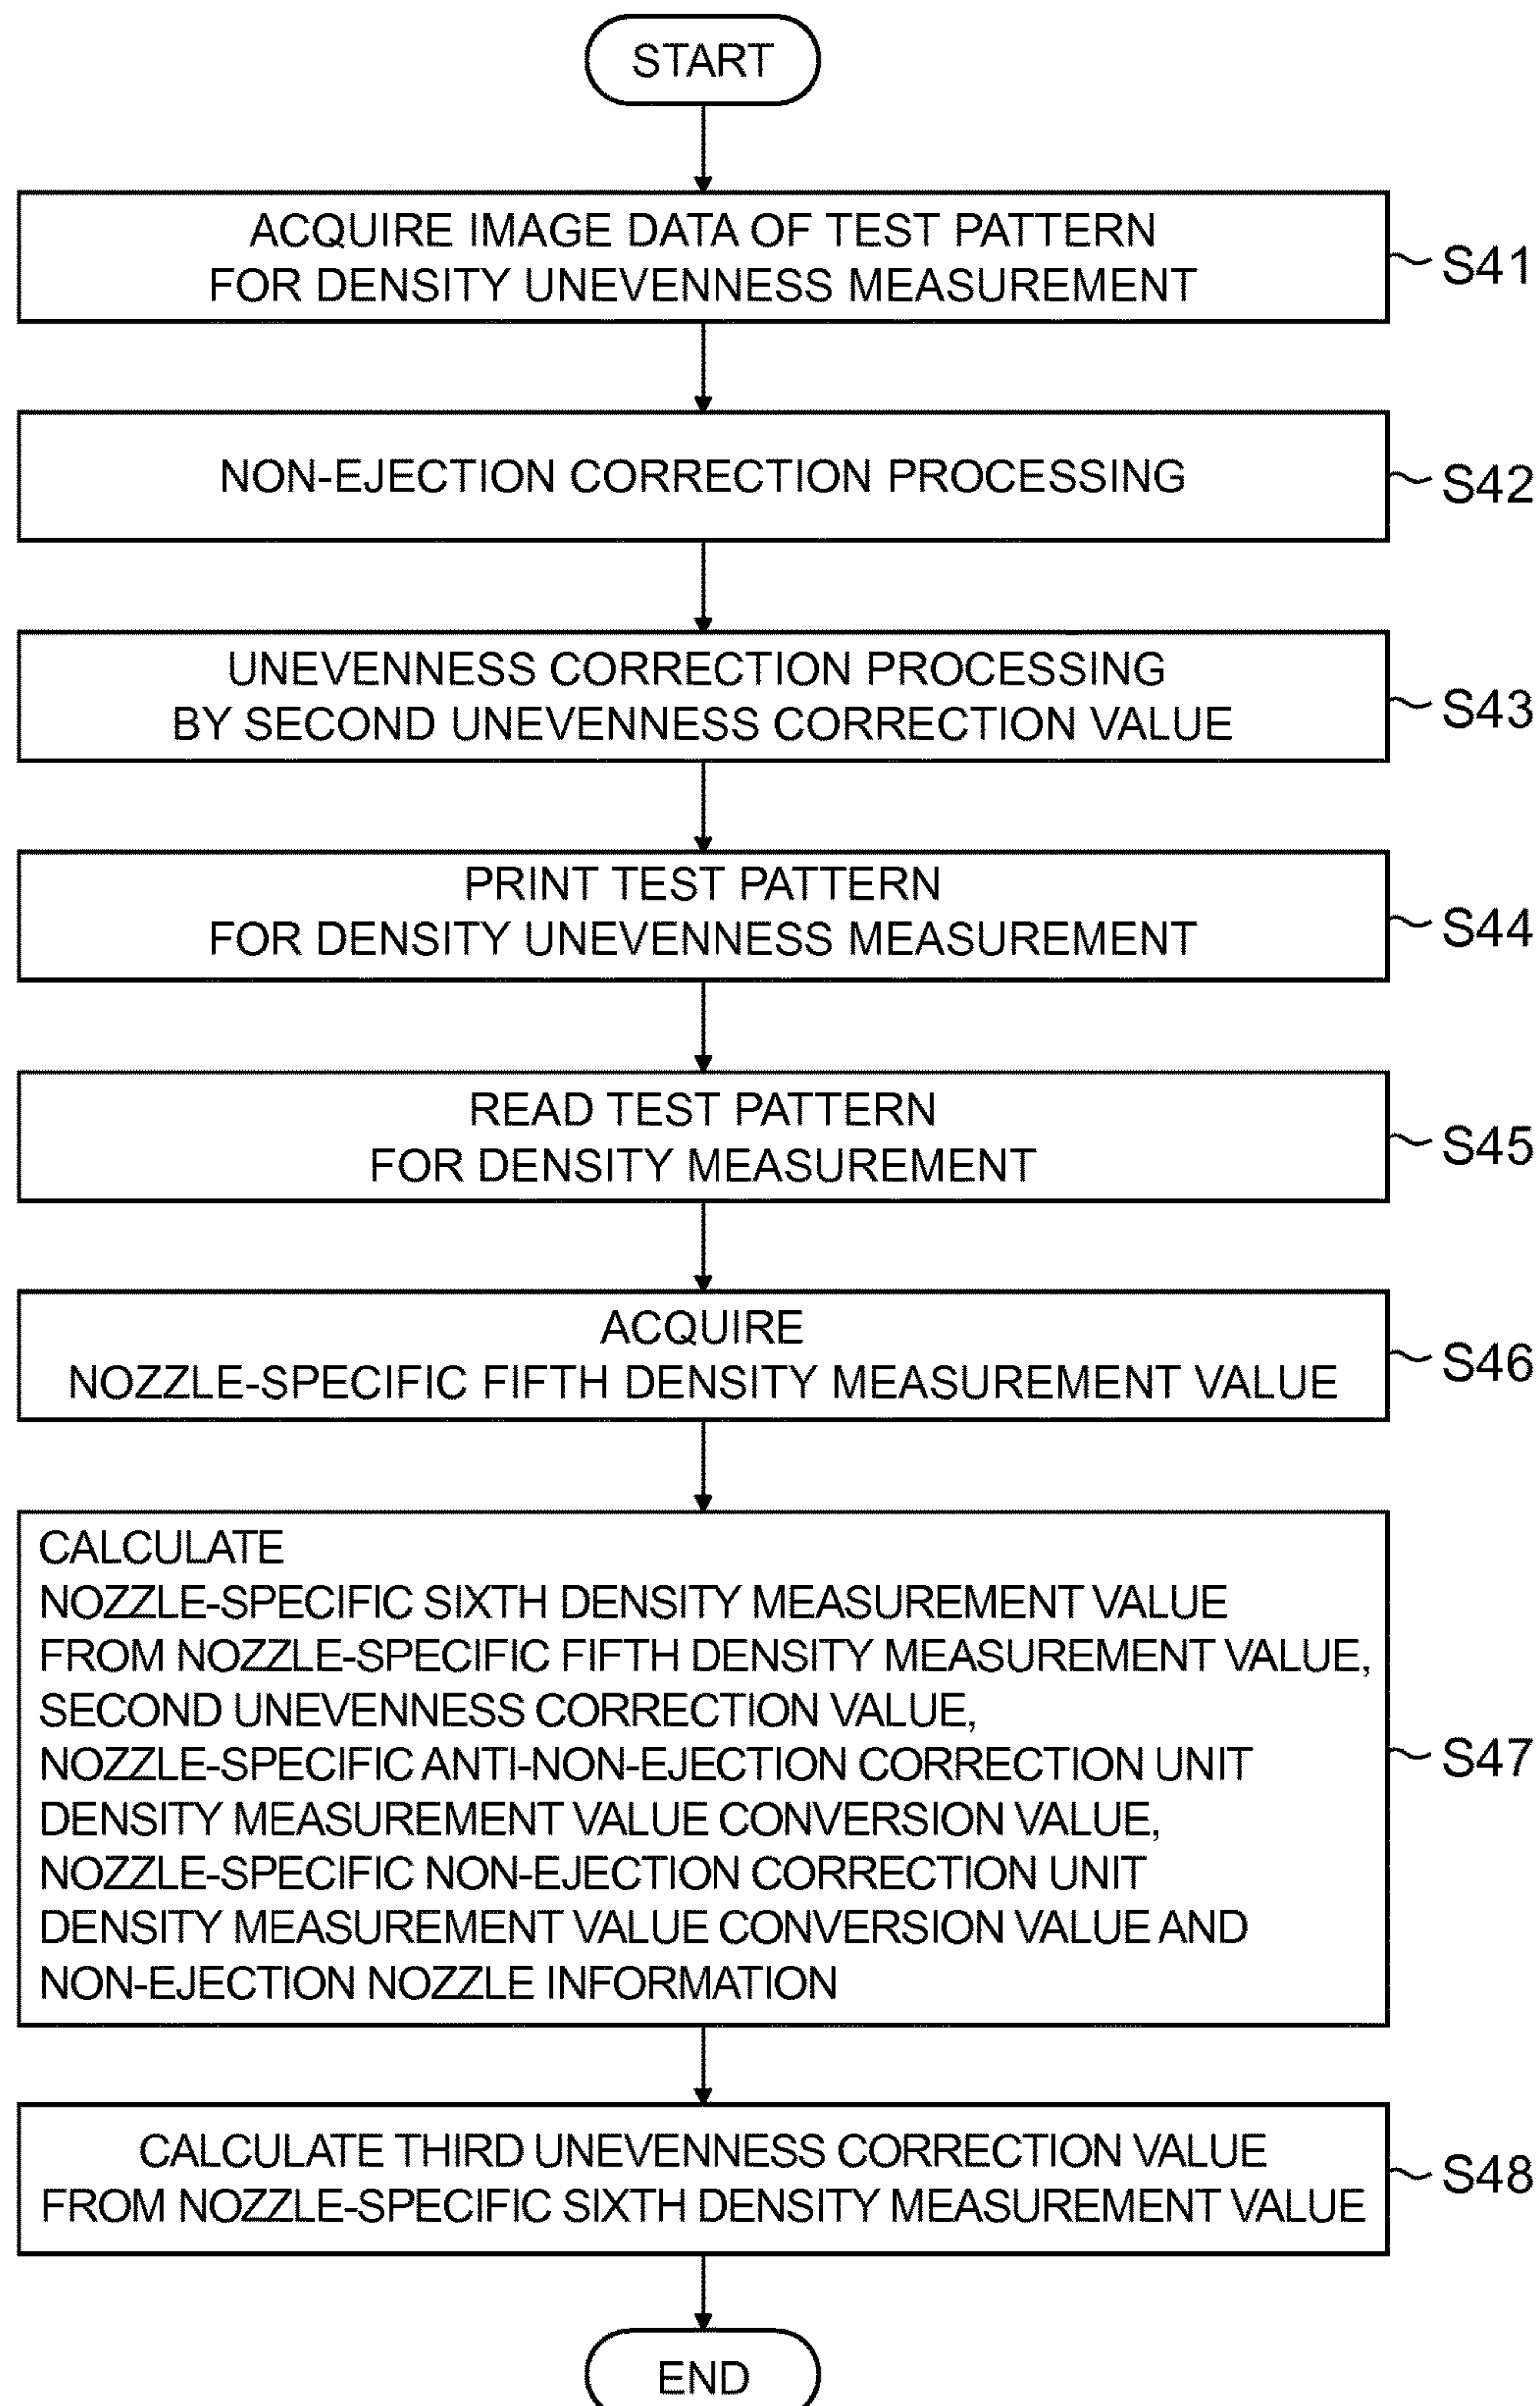 START
ACQUIRE IMAGE DATA OF TEST PATTERN
FOR DENSITY UNEVENNESS MEASUREMENT
S41
NON-EJECTION CORRECTION PROCESSING
S42
UNEVENNESS CORRECTION PROCESSING
BY SECOND UNEVENNESS CORRECTION VALUE
S43
PRINT TEST PATTERN
FOR DENSITY UNEVENNESS MEASUREMENT
S44
READ TEST PATTERN
FOR DENSITY MEASUREMENT
S45
ACQUIRE
NOZZLE-SPECIFIC FIFTH DENSITY MEASUREMENT VALUE
S46
CALCULATE
NOZZLE-SPECIFIC SIXTH DENSITY MEASUREMENT VALUE
FROM NOZZLE-SPECIFIC FIFTH DENSITY MEASUREMENT VALUE,
SECOND UNEVENNESS CORRECTION VALUE,
NOZZLE-SPECIFIC ANTI-NON-EJECTION CORRECTION UNIT
DENSITY MEASUREMENT VALUE CONVERSION VALUE,
NOZZLE-SPECIFIC NON-EJECTION CORRECTION UNIT
DENSITY MEASUREMENT VALUE CONVERSION VALUE AND
NON-EJECTION NOZZLE INFORMATION
S47
CALCULATE THIRD UNEVENNESS CORRECTION VALUE
FROM NOZZLE-SPECIFIC SIXTH DENSITY MEASUREMENT VALUE
S48
END